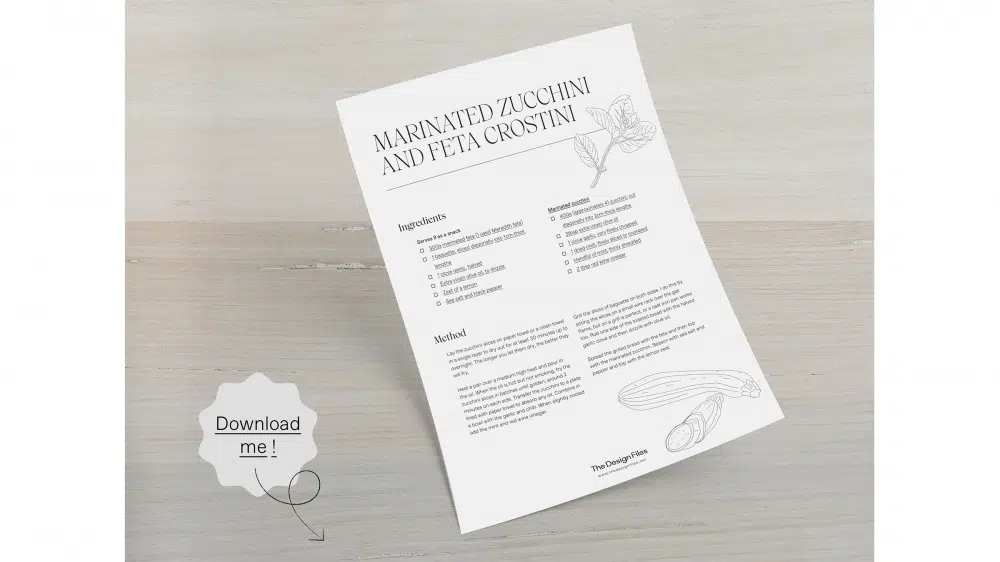 MARINATED ZUCCHINI
AND FETA CROSTINI
Ingredients
Serves 8 as a snack
300g marinated feta (I used Meredith feta)
1 baguette, sliced diagonally into 1cm-thick
lengths
1 clove garlic, halved
Extra virgin olive oil, to drizzle
Zest of a lemon
Sea salt and black pepper
Marinated zucchini
400g (approximately 4) zucchini, cut
diagonally into 1cm-thick lengths
extra virgin olive oil
1 clove garlic, very finely chopped
1 dried chilli, finely sliced or crumbled
Handful of mint, thinly shredded
2 tbsp red wine vinegar
Method
Lay the zucchini slices on paper towel or a clean towel
in a single layer to dry out for at least 30 minutes up to
overnight. The longer you let them dry, the better they
will fry.
Heat a pan over a medium high heat and pour in
the oil. When the oil is hot but not smoking, fry the
zucchini slices in batches until golden, around 3
minutes on each side. Transfer the zucchini to a plate
lined with paper towel to absorb any oil. Combine in
a bowl with the garlic and chilli. When slightly cooled
add the mint and red wine vinegar.
Grill the slices of baguette on both sides. I do this by
sitting the slices on a small wire rack over the gas
flame, but on a grill is perfect, or a cast iron pan works
too. Rub one side of the toasted bread with the halved
garlic clove and then drizzle with olive oil.
Spread the grilled bread with the feta and then top
with the marinated zucchini. Season with sea salt and
pepper and top with the lemon zest.
The Design Files
www.thedesignfiles.net
Download
me !